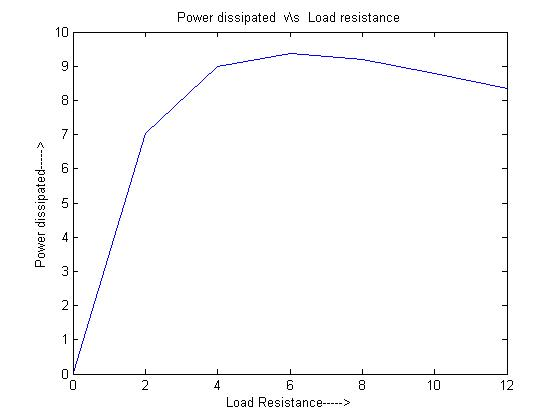 Power dissipated v\s Load resistance
10
9
8
7
6
5
4
3
2
1
0
Power dissipated----->
0 2 4 6 8 10 12
Load Resistance----->